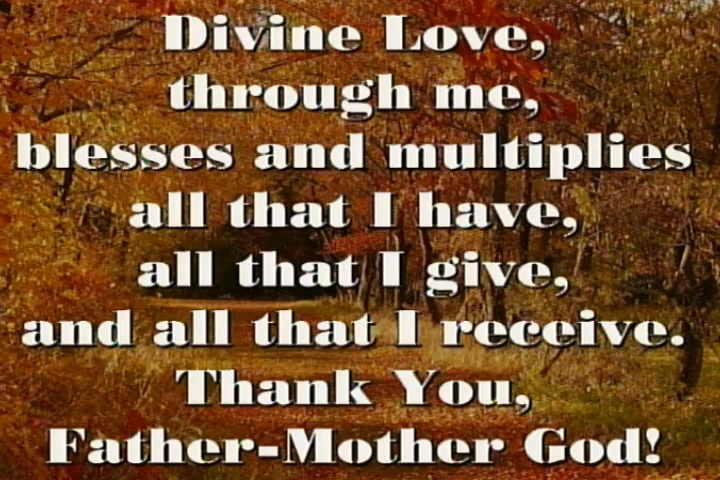 Divine Love,
through me,
blesses and multiplies
all that I have,
all that I give,
and all that I receive.
Thank You,
Father-Mother God!